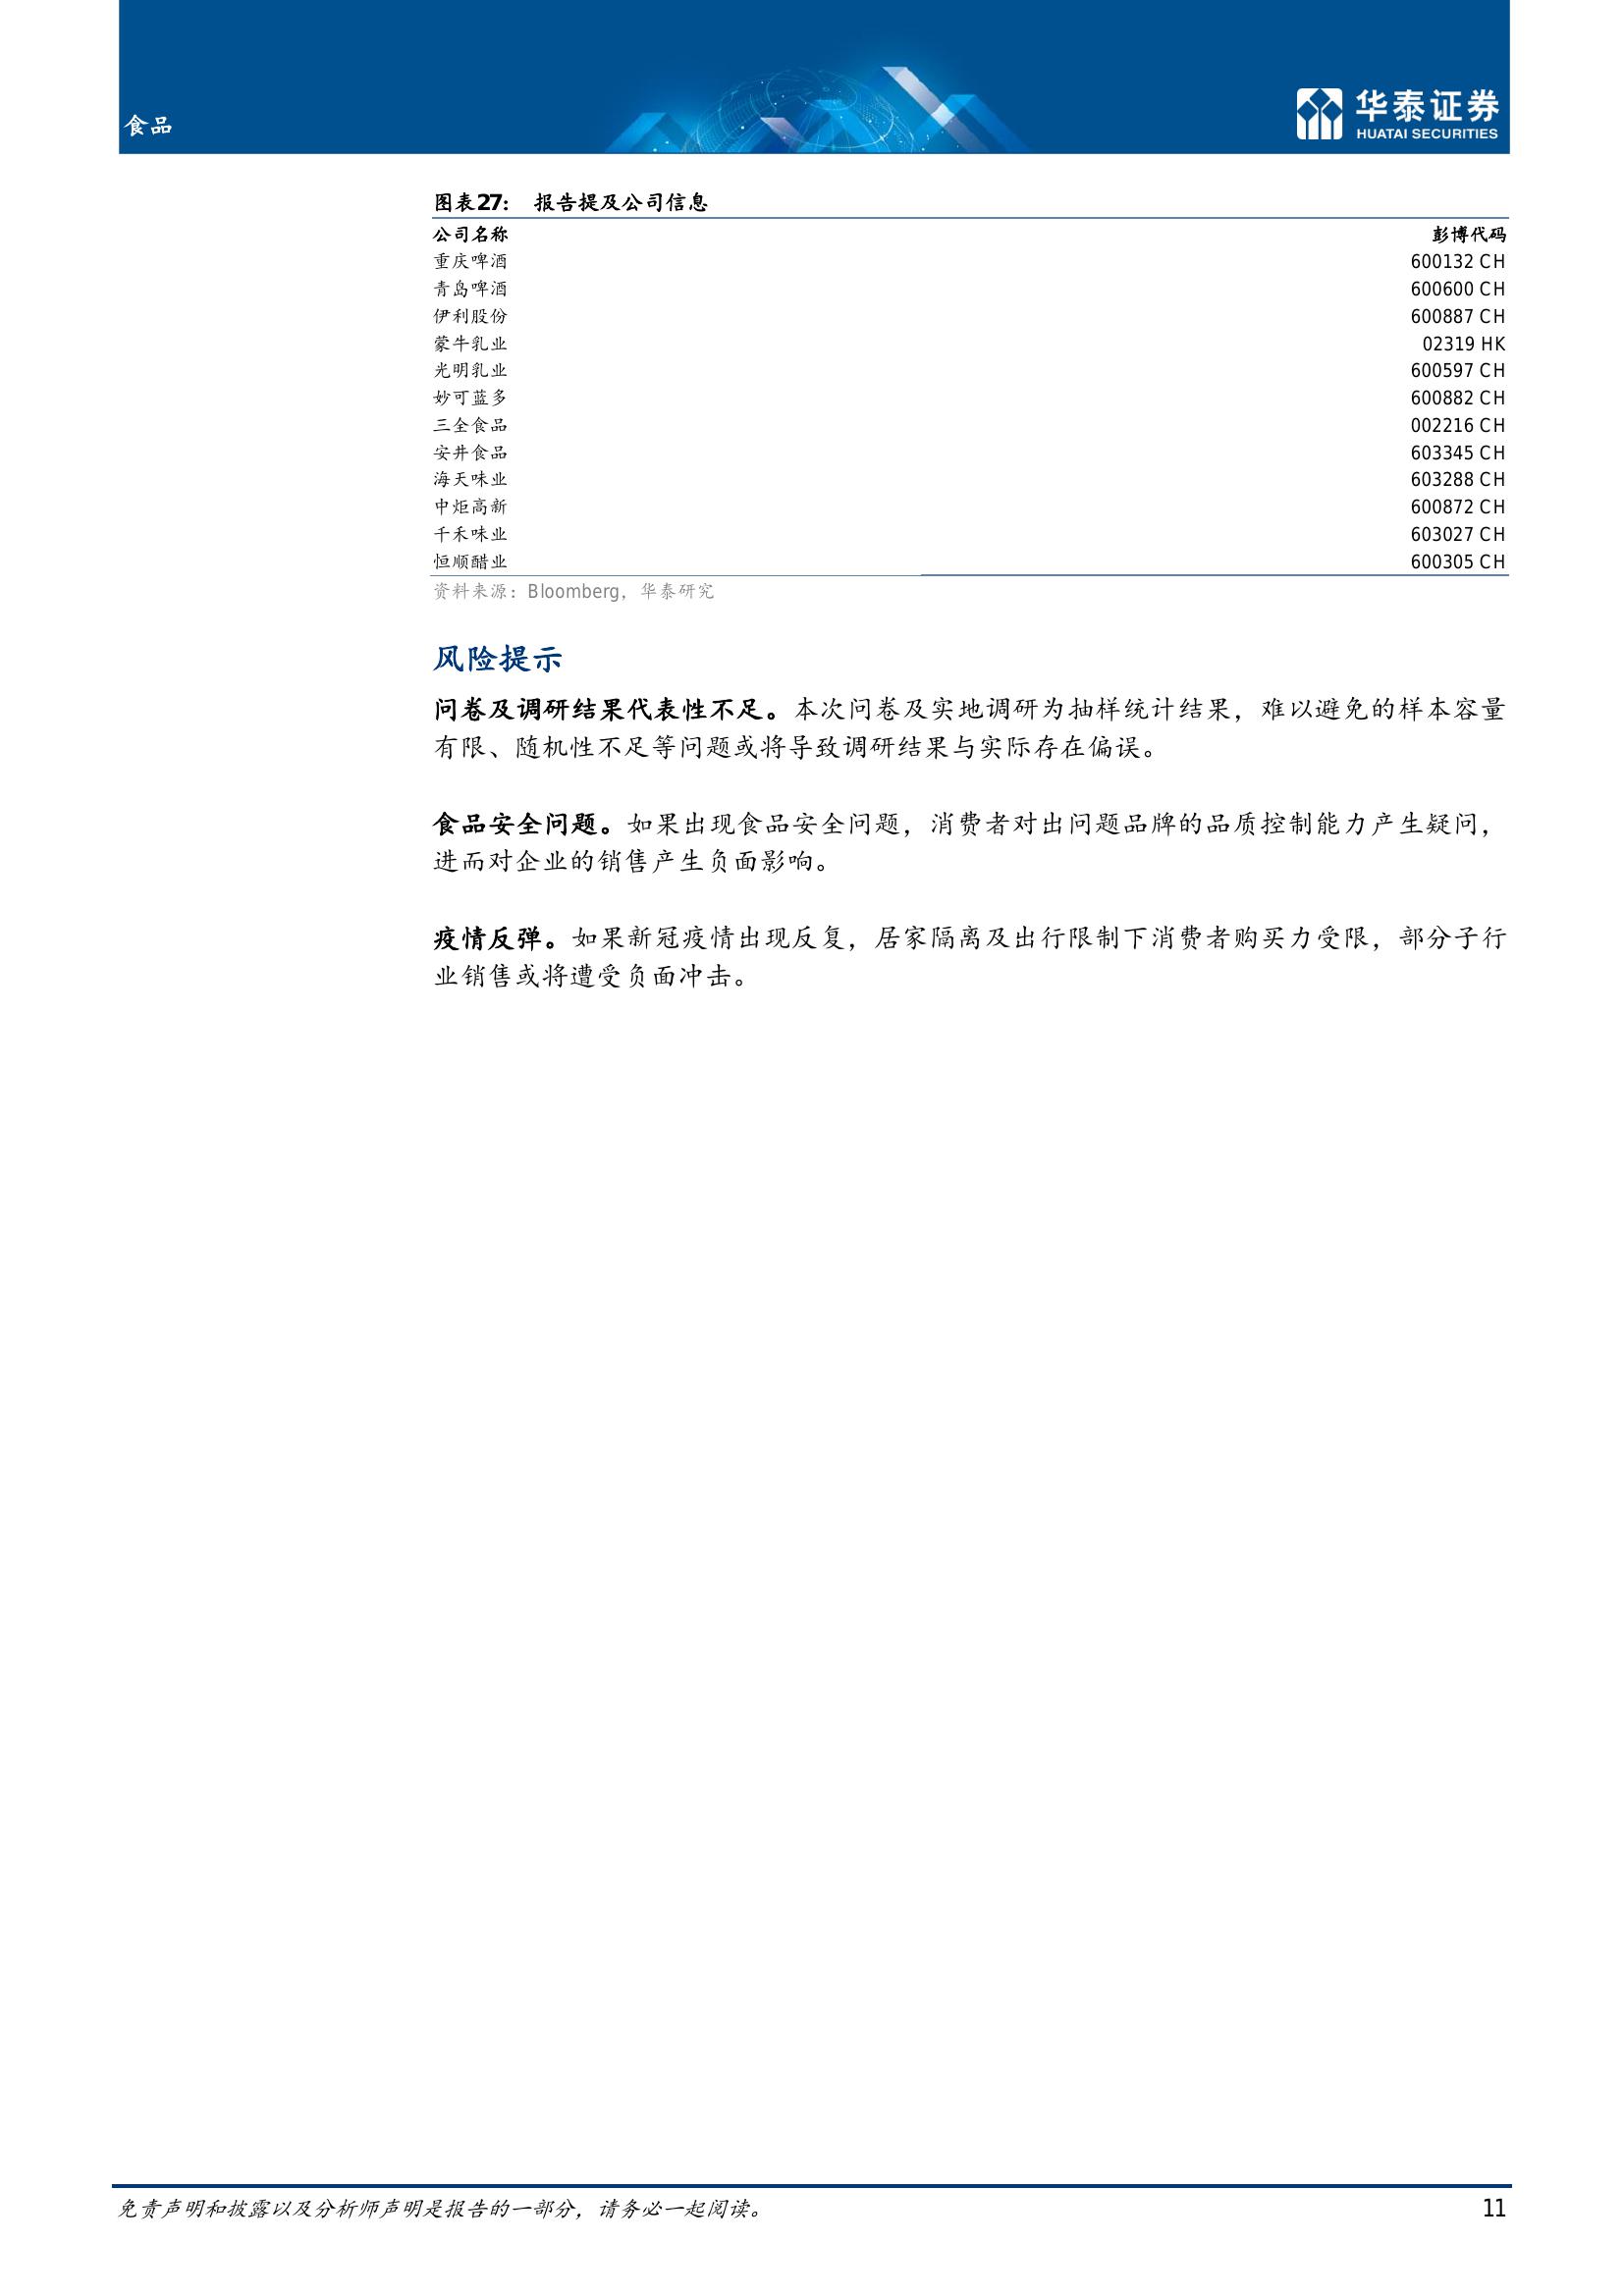 食品
华泰证券
HUATAI SECURITIES
图表27： 报告提及公司信息
公司名称 彭博代码
重庆啤酒 600132 CH
青岛啤酒 600600 CH
伊利股份 600887 CH
蒙牛乳业 02319 HK
光明乳业 600597 CH
妙可蓝多 600882 CH
三全食品 002216 CH
安井食品 603345 CH
海天味业 603288 CH
中炬高新 600872 CH
千禾味业 603027 CH
恒顺醋业 600305 CH
资料来源：Bloomberg，华泰研究
风险提示
问卷及调研结果代表性不足。本次问卷及实地调研为抽样统计结果，难以避免的样本容量
有限、随机性不足等问题或将导致调研结果与实际存在偏误。
食品安全问题。如果出现食品安全问题，消费者对出问题品牌的品质控制能力产生疑问，
进而对企业的销售产生负面影响。
疫情反弹。如果新冠疫情出现反复，居家隔离及出行限制下消费者购买力受限，部分子行
业销售或将遭受负面冲击。
免责声明和披露以及分析师声明是报告的一部分，请务必一起阅读。 11